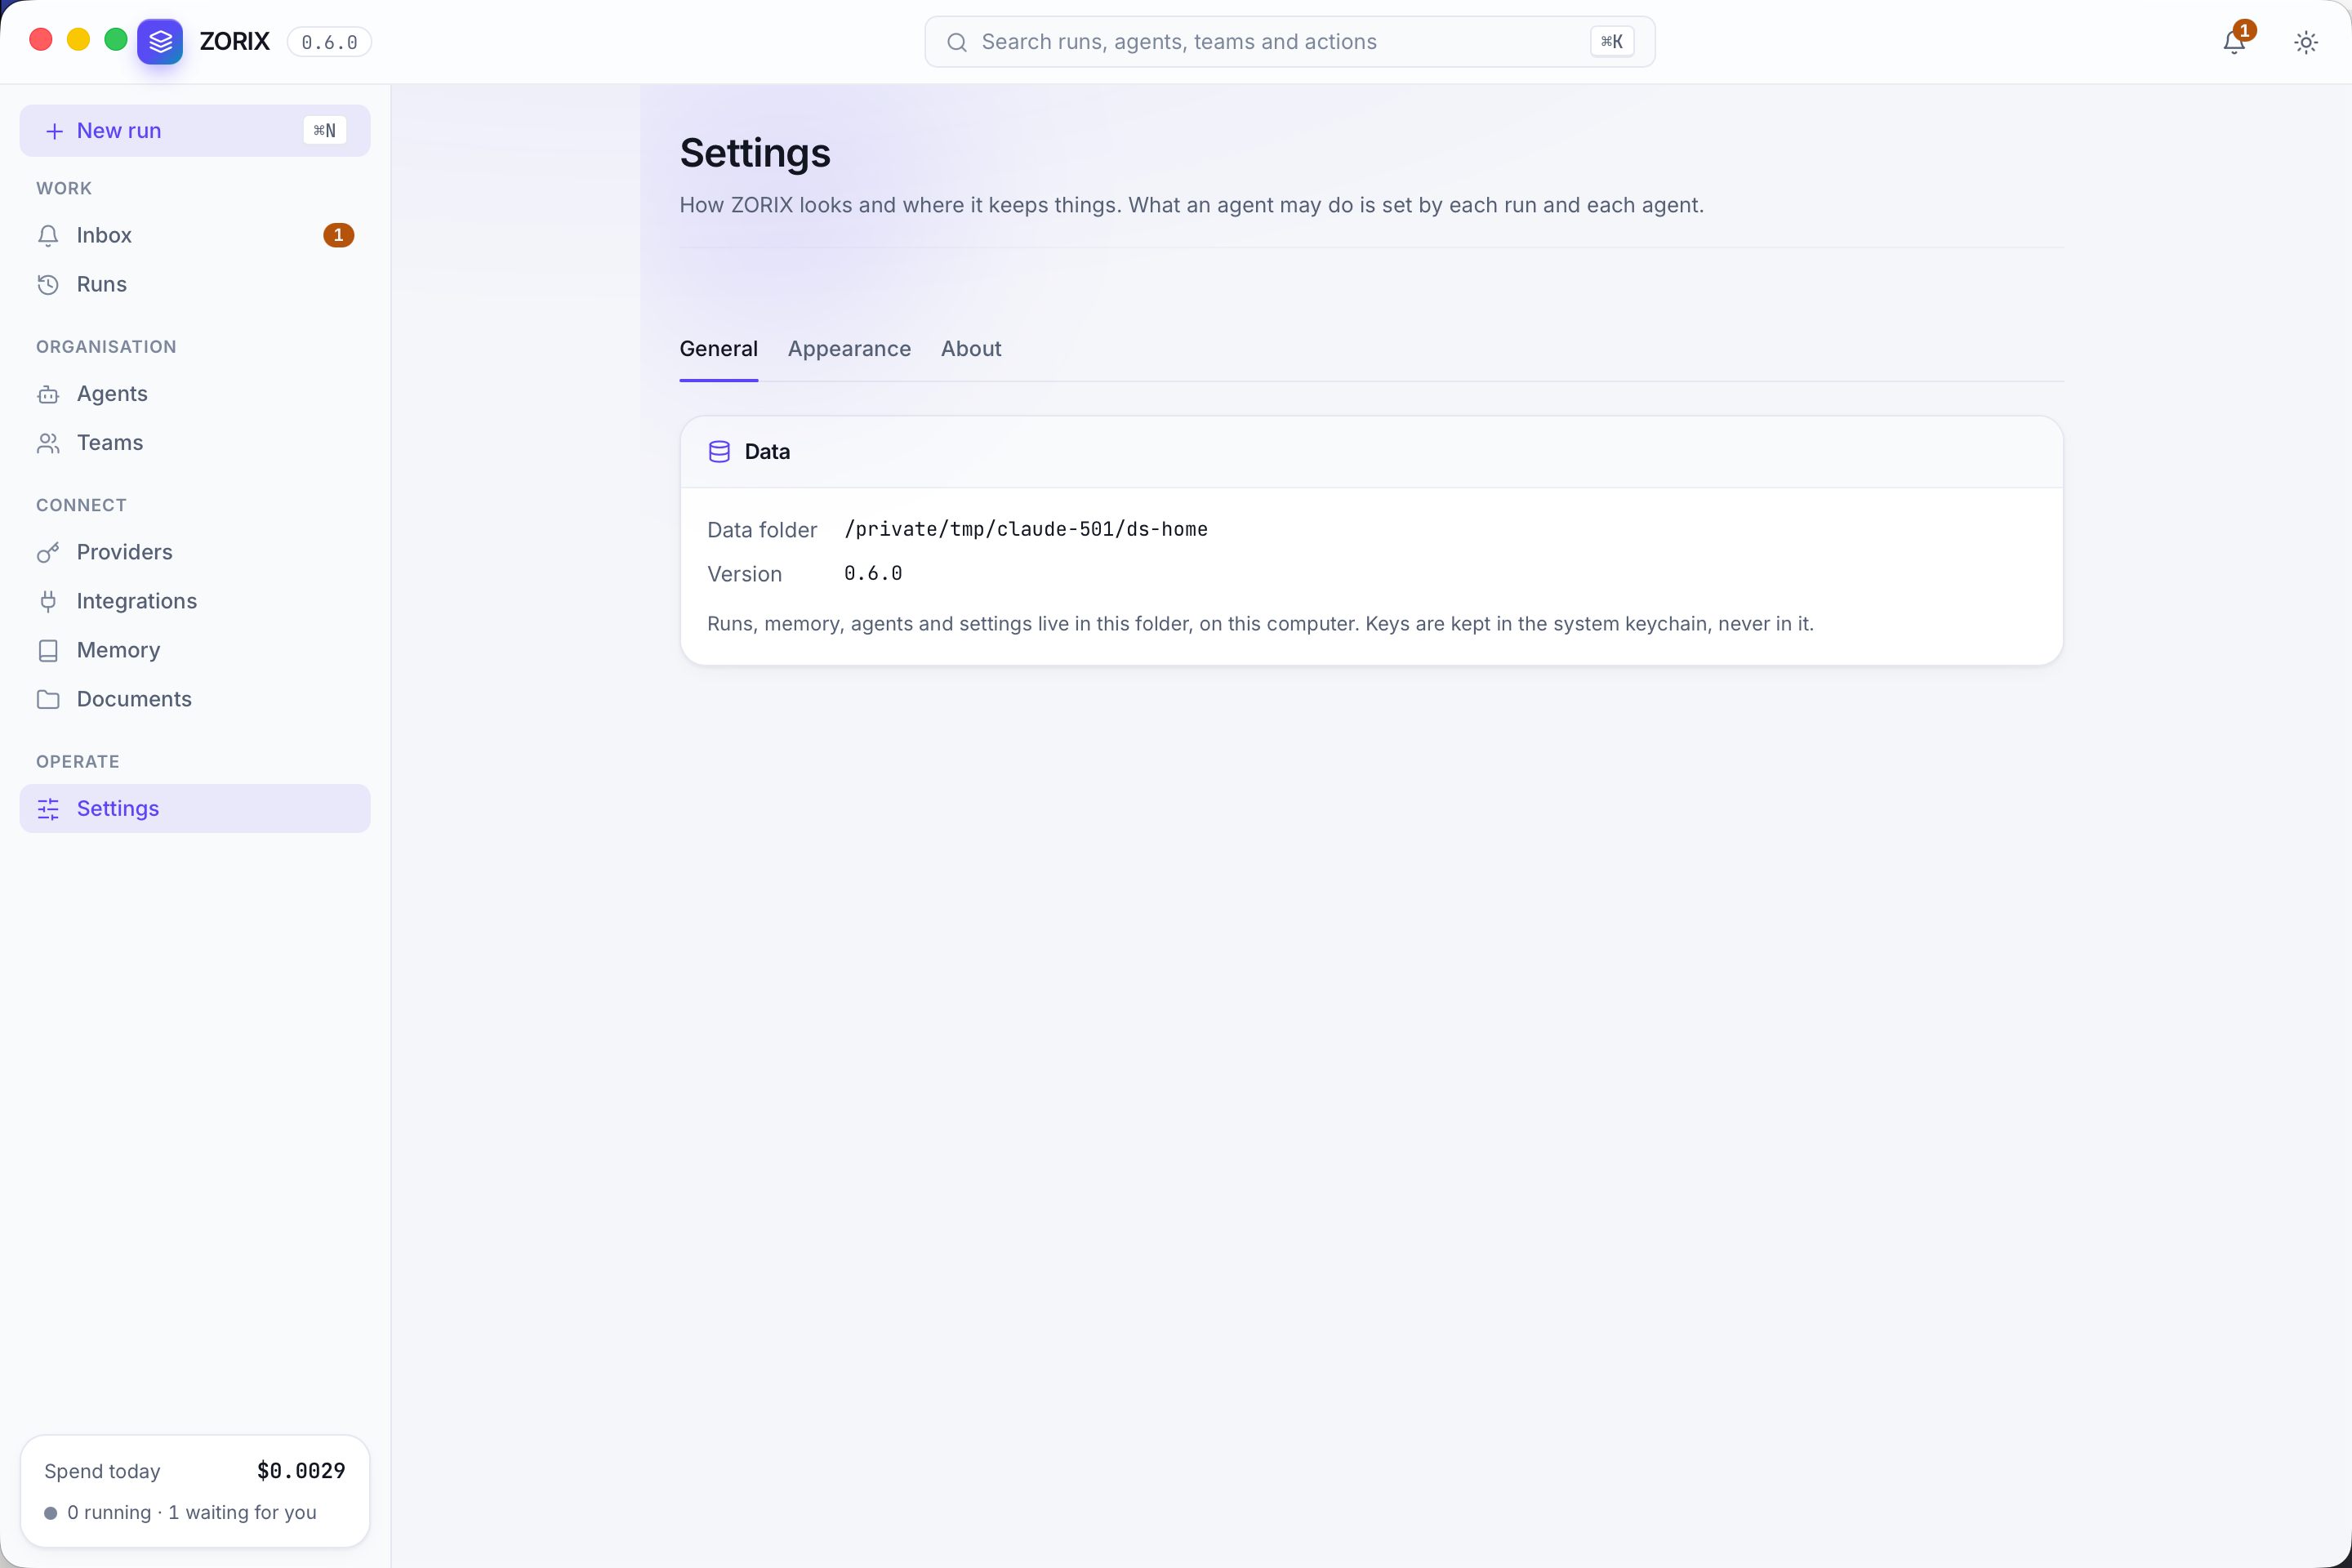 ZORIX 0.6.0
Search runs, agents, teams and actions ⌘K
1
New run ⌘N
WORK
Inbox 1
Runs
ORGANISATION
Agents
Teams
CONNECT
Providers
Integrations
Memory
Documents
OPERATE
Settings
Spend today $0.0029
0 running · 1 waiting for you
Settings
How ZORIX looks and where it keeps things. What an agent may do is set by each run and each agent.
General Appearance About
Data
Data folder /private/tmp/claude-501/ds-home
Version 0.6.0
Runs, memory, agents and settings live in this folder, on this computer. Keys are kept in the system keychain, never in it.